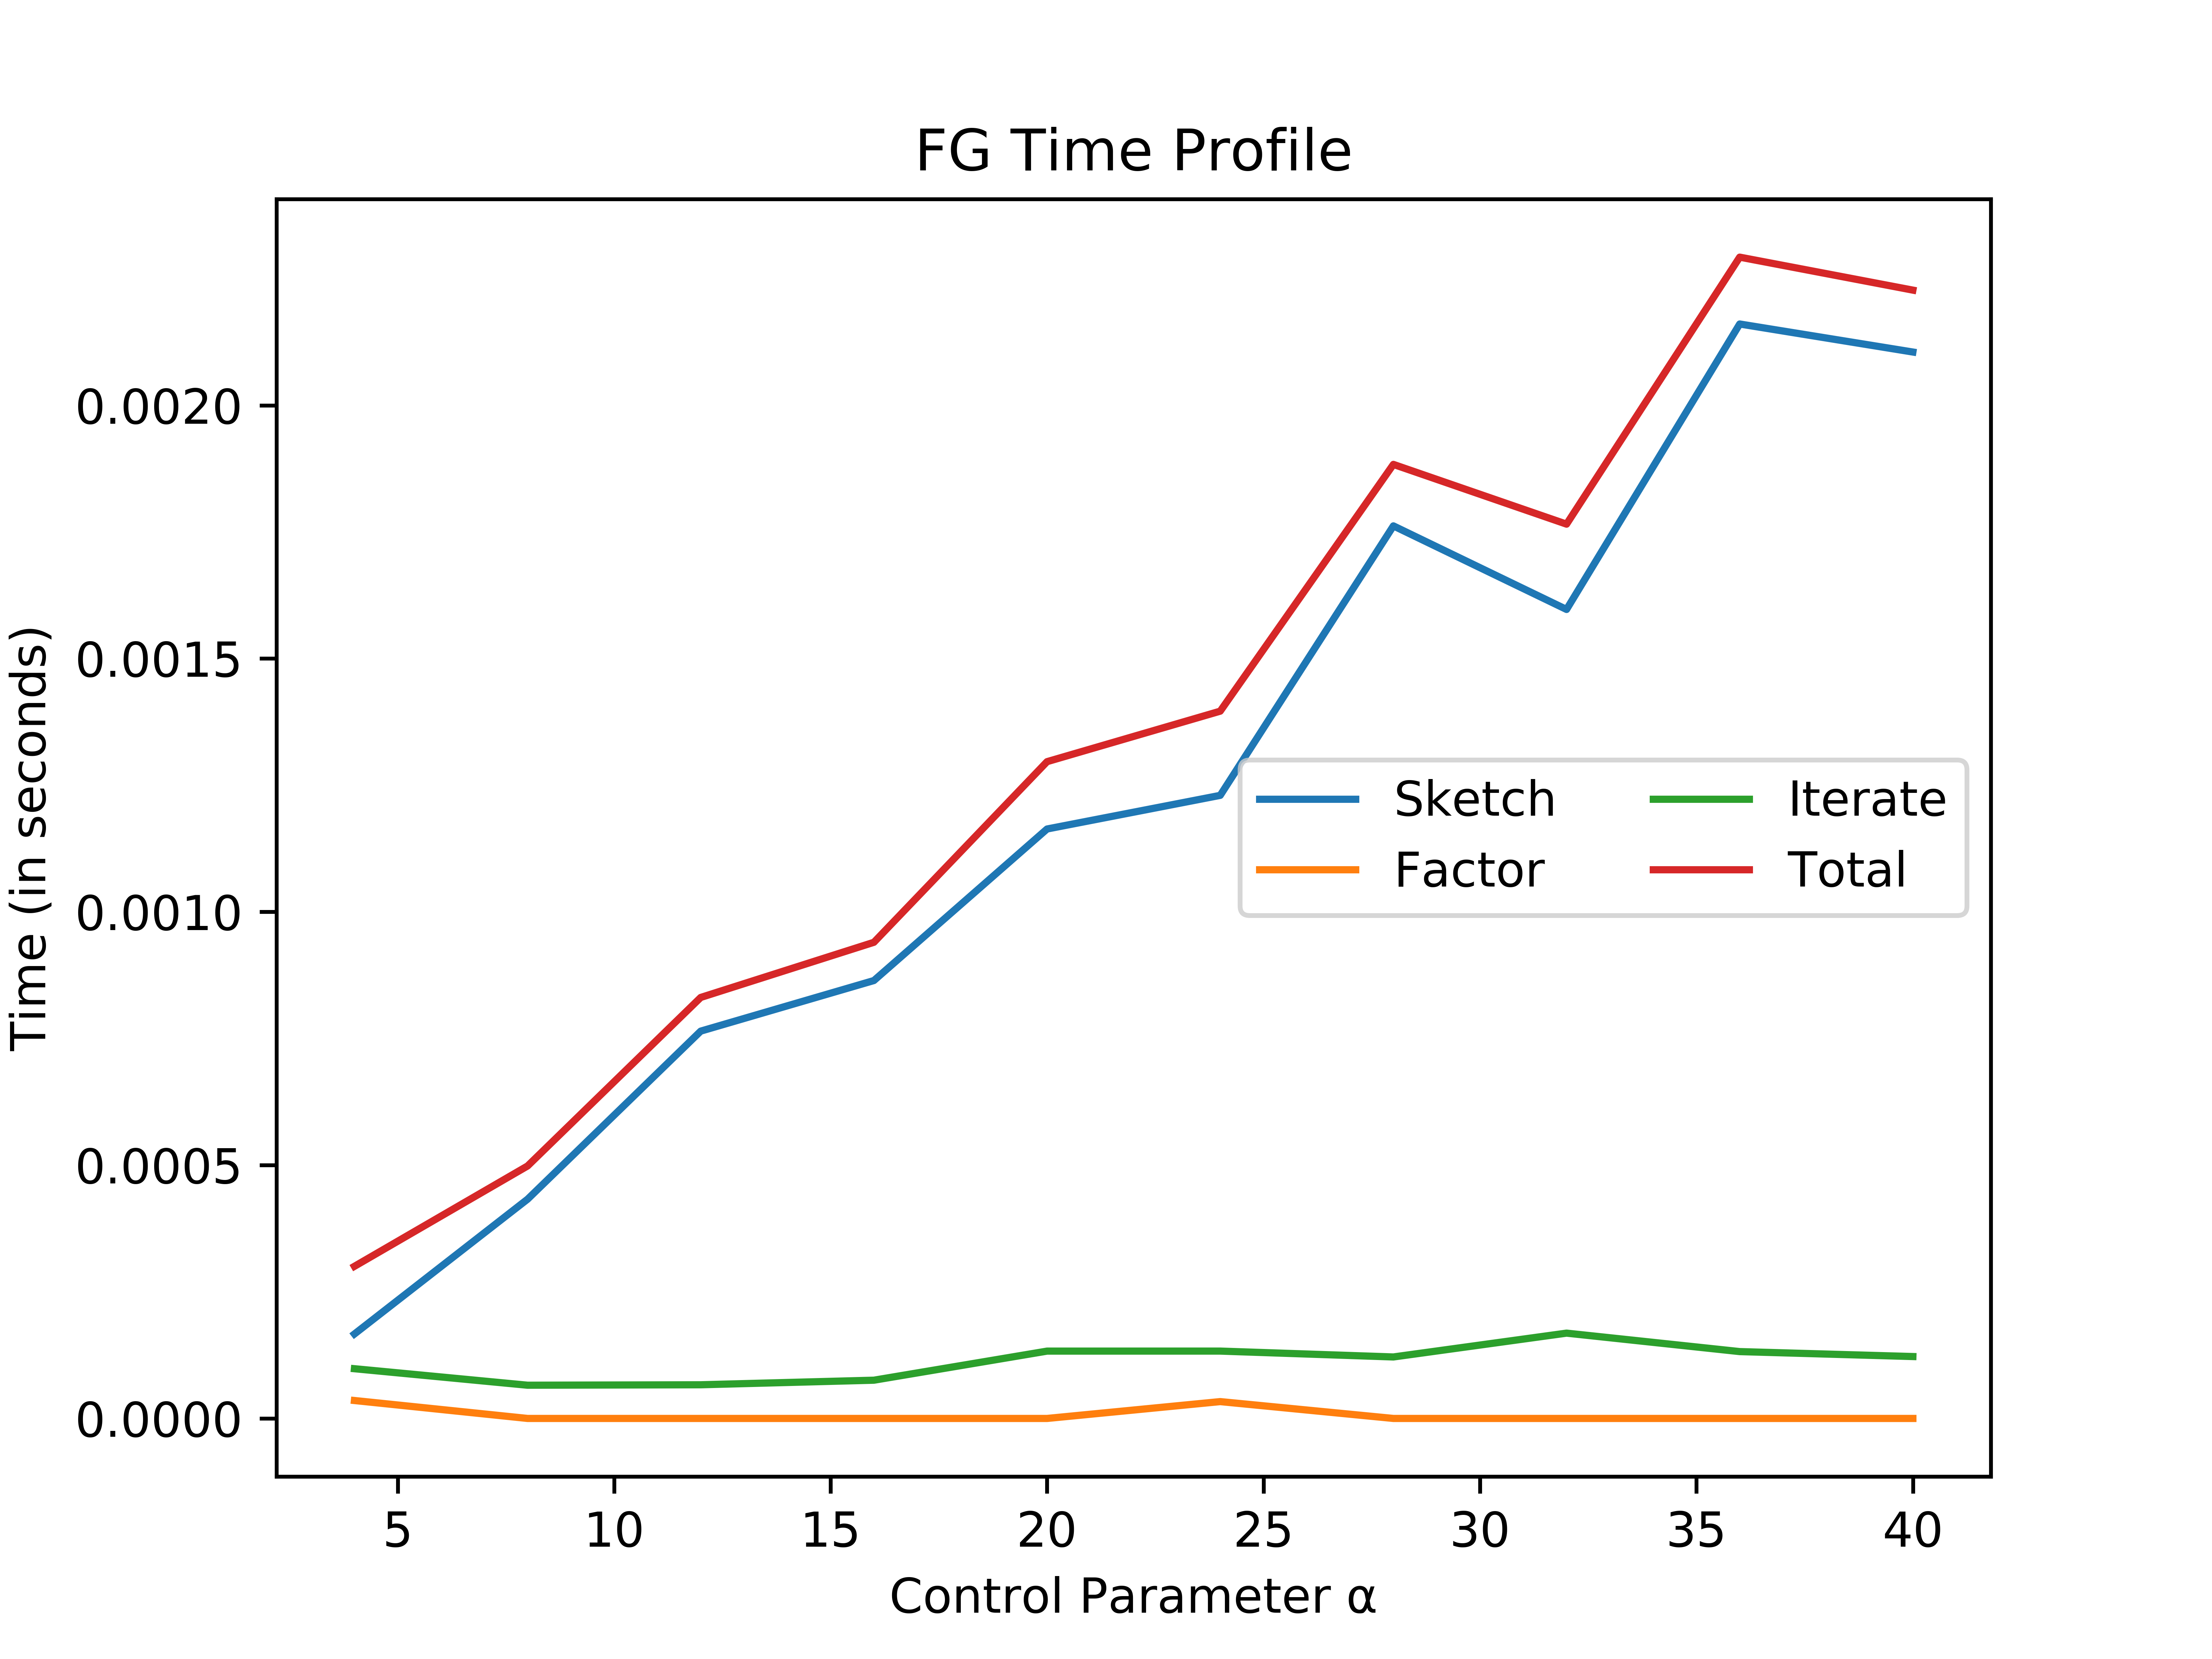 FG Time Profile
Time (in seconds)
0.0020
0.0015
0.0010
0.0005
0.0000
Sketch
Factor
Iterate
Total
5 10 15 20 25 30 35 40
Control Parameter α